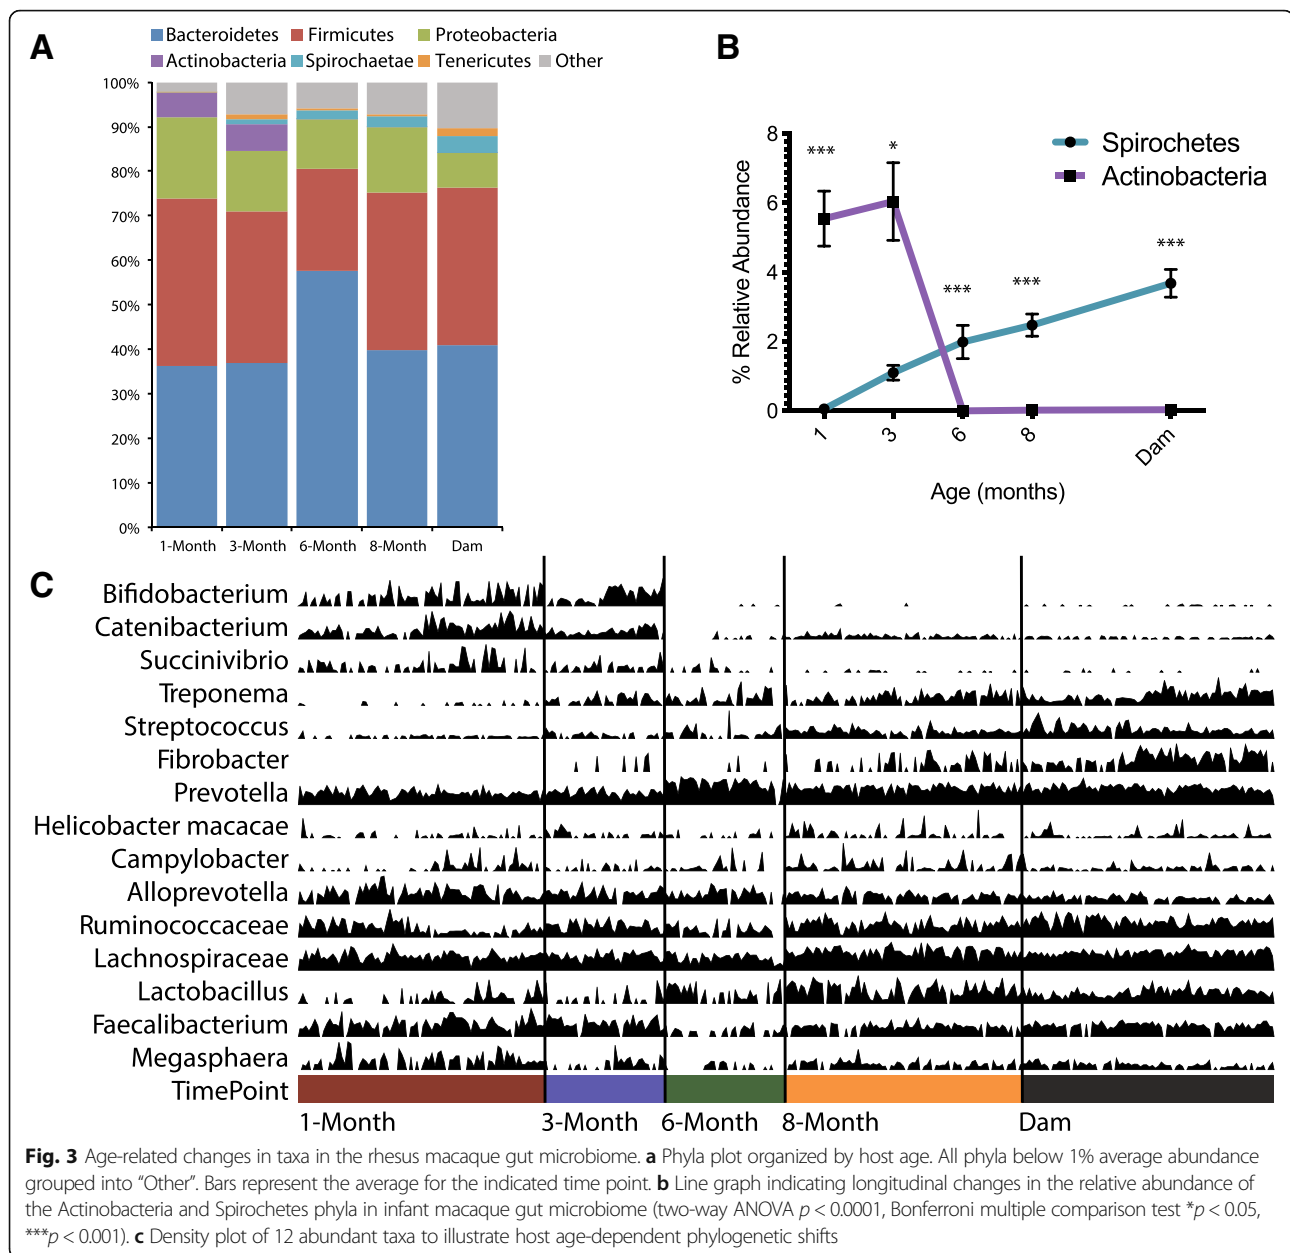 A
Bacteroidetes Firmicutes Proteobacteria
Actinobacteria Spirochaetae Tenericutes Other
100%
90%
80%
70%
60%
50%
40%
30%
20%
10%
0%
1-Month 3-Month 6-Month 8-Month Dam
B
Spirochetes
Actinobacteria
% Relative Abundance
8
6
4
2
0
*** * *** *** ***
1 3 6 8 Dam
Age (months)
C
Bifidobacterium
Catenibacterium
Succinivibrio
Treponema
Streptococcus
Fibrobacter
Prevotella
Helicobacter macacae
Campylobacter
Alloprevotella
Ruminococcaceae
Lachnospiraceae
Lactobacillus
Faecalibacterium
Megasphaera
TimePoint
1-Month 3-Month 6-Month 8-Month Dam
Fig. 3 Age-related changes in taxa in the rhesus macaque gut microbiome. a Phyla plot organized by host age. All phyla below 1% average abundance
grouped into “Other”. Bars represent the average for the indicated time point. b Line graph indicating longitudinal changes in the relative abundance of
the Actinobacteria and Spirochetes phyla in infant macaque gut microbiome (two-way ANOVA p < 0.0001, Bonferroni multiple comparison test *p < 0.05,
***p < 0.001). c Density plot of 12 abundant taxa to illustrate host age-dependent phylogenetic shifts